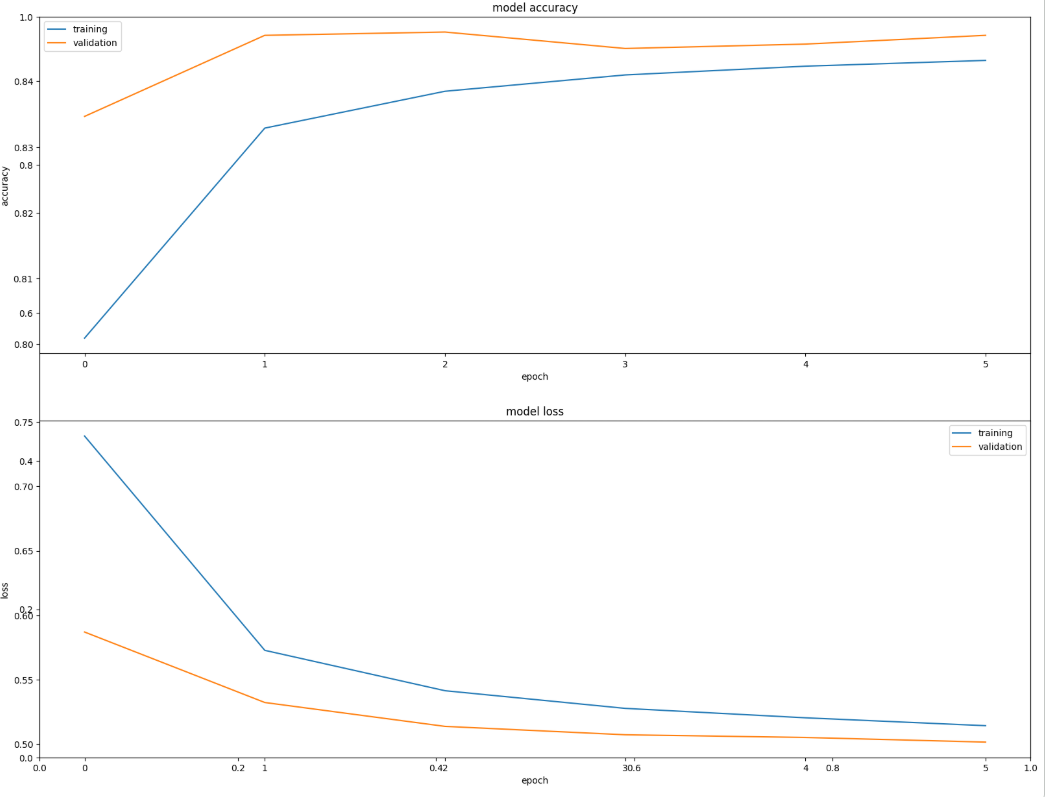 model accuracy
1.0
training
validation
0.84
0.83
0.8
accuracy
0.82
0.81
0.6
0.80
0 1 2 3 4 5
epoch
model loss
0.75
training
validation
0.4
0.70
0.65
loss
0.2
0.60
0.55
0.50
0.0
0.0 0 0.2 1 0.42 30.6 4 0.8 5 1.0
epoch